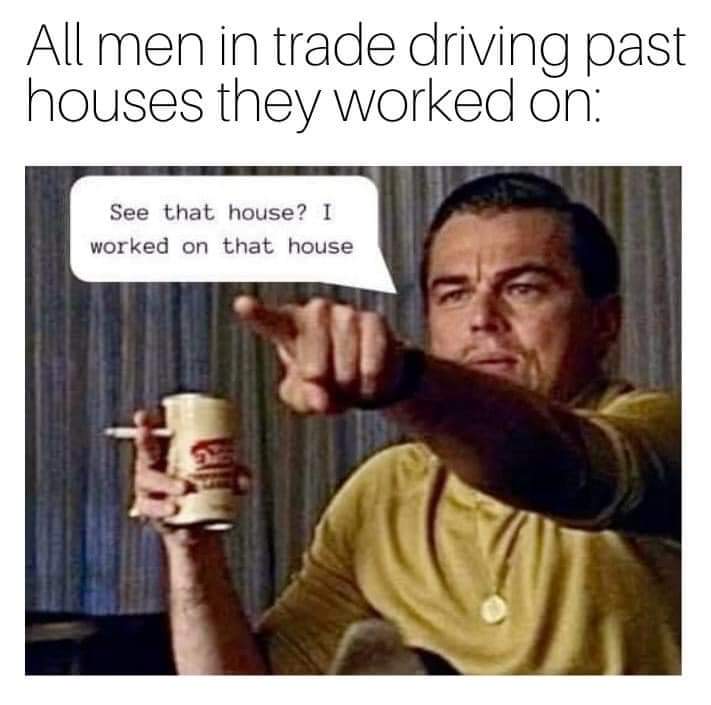 All men in trade driving past
houses they worked on:
See that house? I
worked on that house